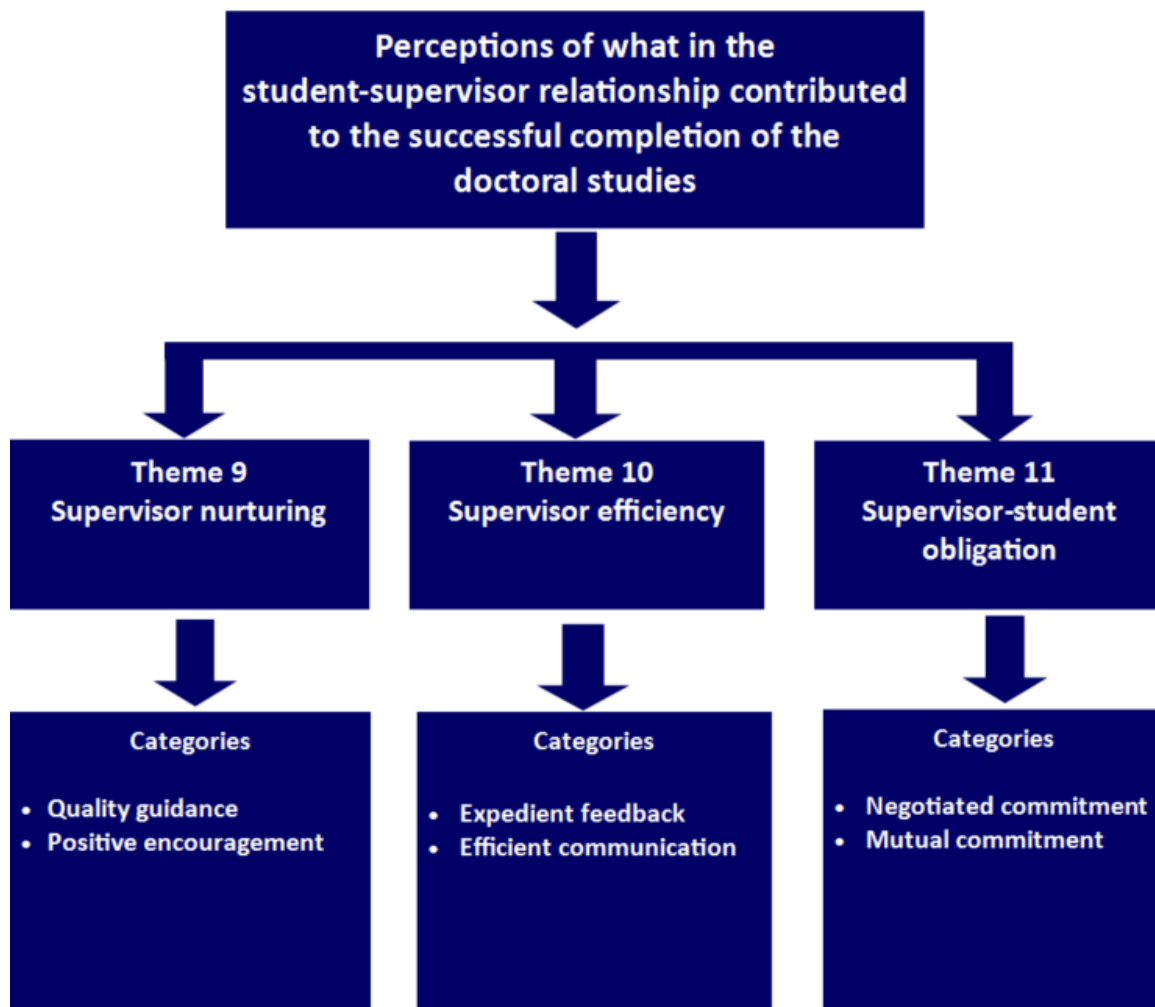 Perceptions of what in the
student-supervisor relationship contributed
to the successful completion of the
doctoral studies
Theme 9
Supervisor nurturing
Theme 10
Supervisor efficiency
Theme 11
Supervisor-student
obligation
Categories
• Quality guidance
• Positive encouragement
Categories
• Expedient feedback
• Efficient communication
Categories
• Negotiated commitment
• Mutual commitment